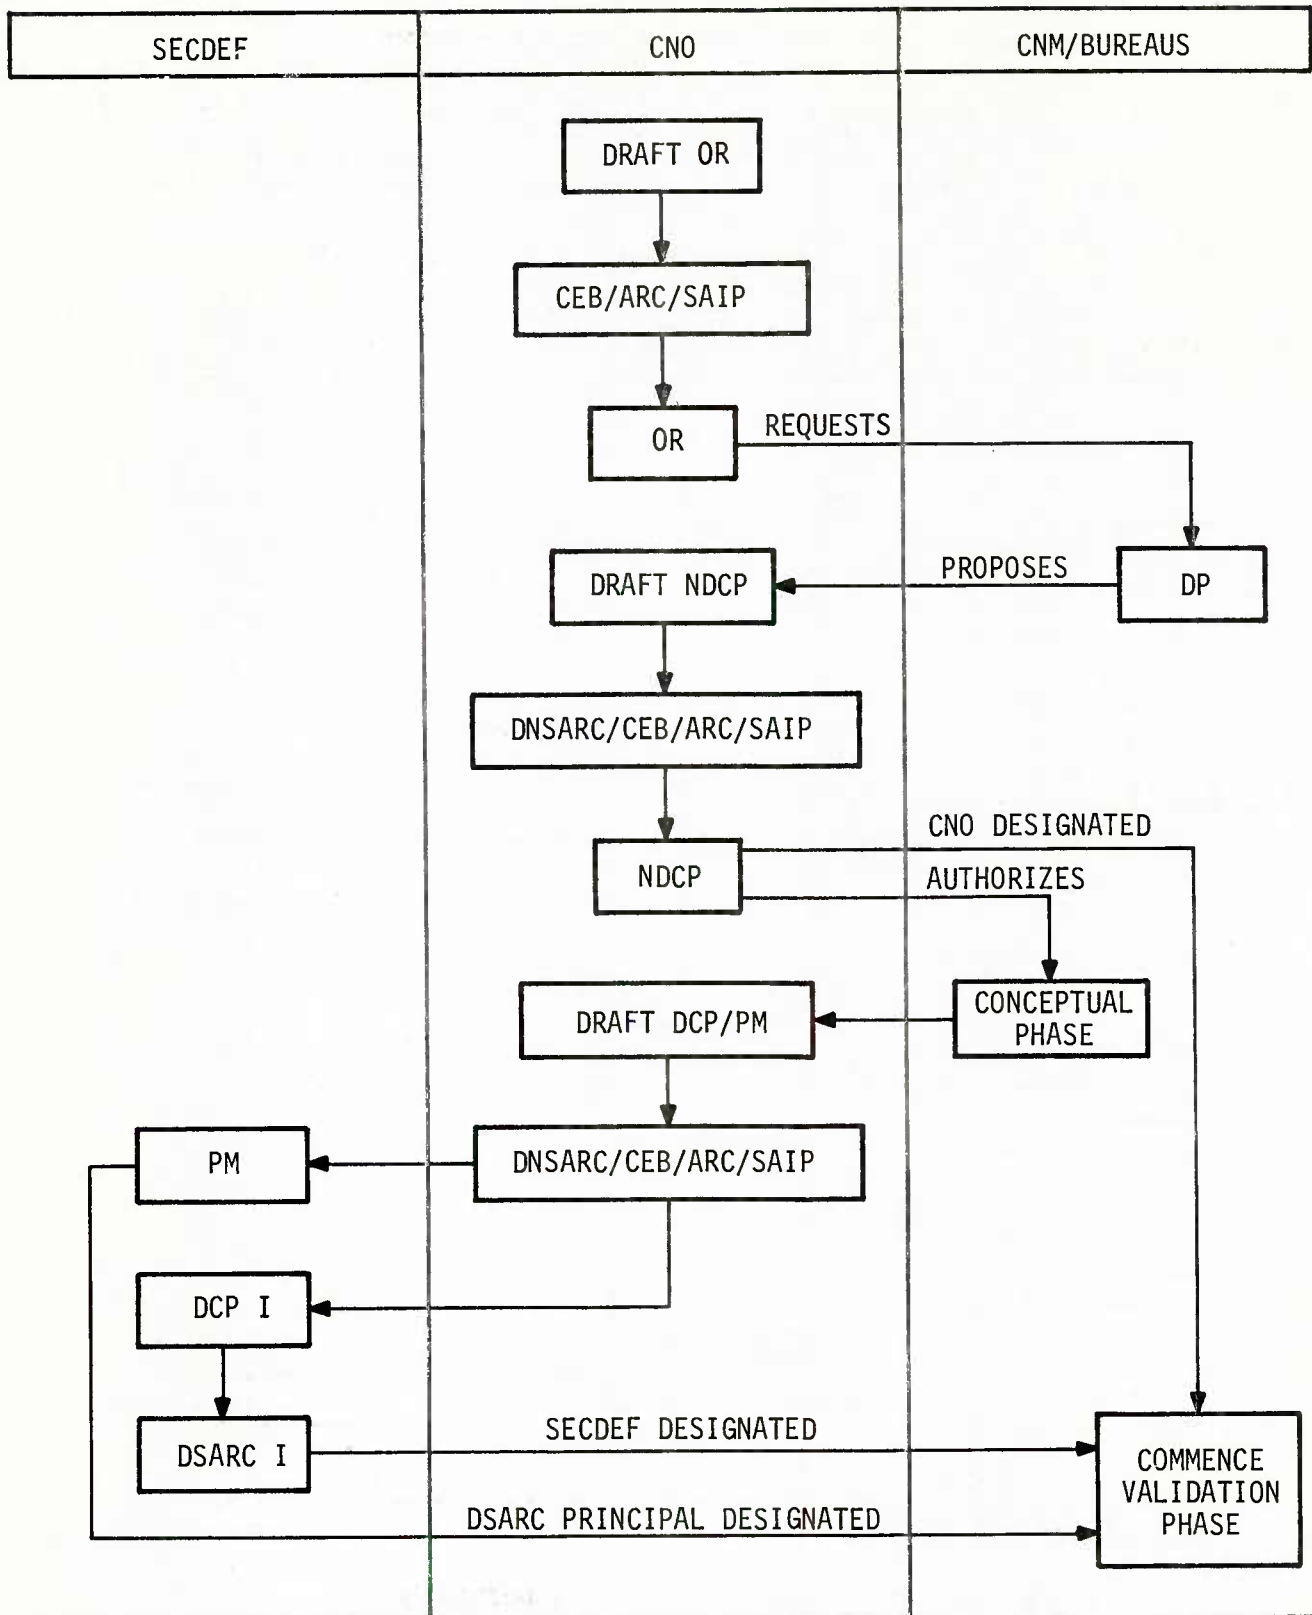 SECDEF
CNO
CNM/BUREAUS
DRAFT OR
CEB/ARC/SAIP
OR
REQUESTS
DRAFT NDCP
PROPOSES
DP
DNSARC/CEB/ARC/SAIP
CNO DESIGNATED
NDCP
AUTHORIZES
DRAFT DCP/PM
CONCEPTUAL
PHASE
PM
DNSARC/CEB/ARC/SAIP
DCP I
DSARC I
SECDEF DESIGNATED
COMMENCE
VALIDATION
PHASE
DSARC PRINCIPAL DESIGNATED